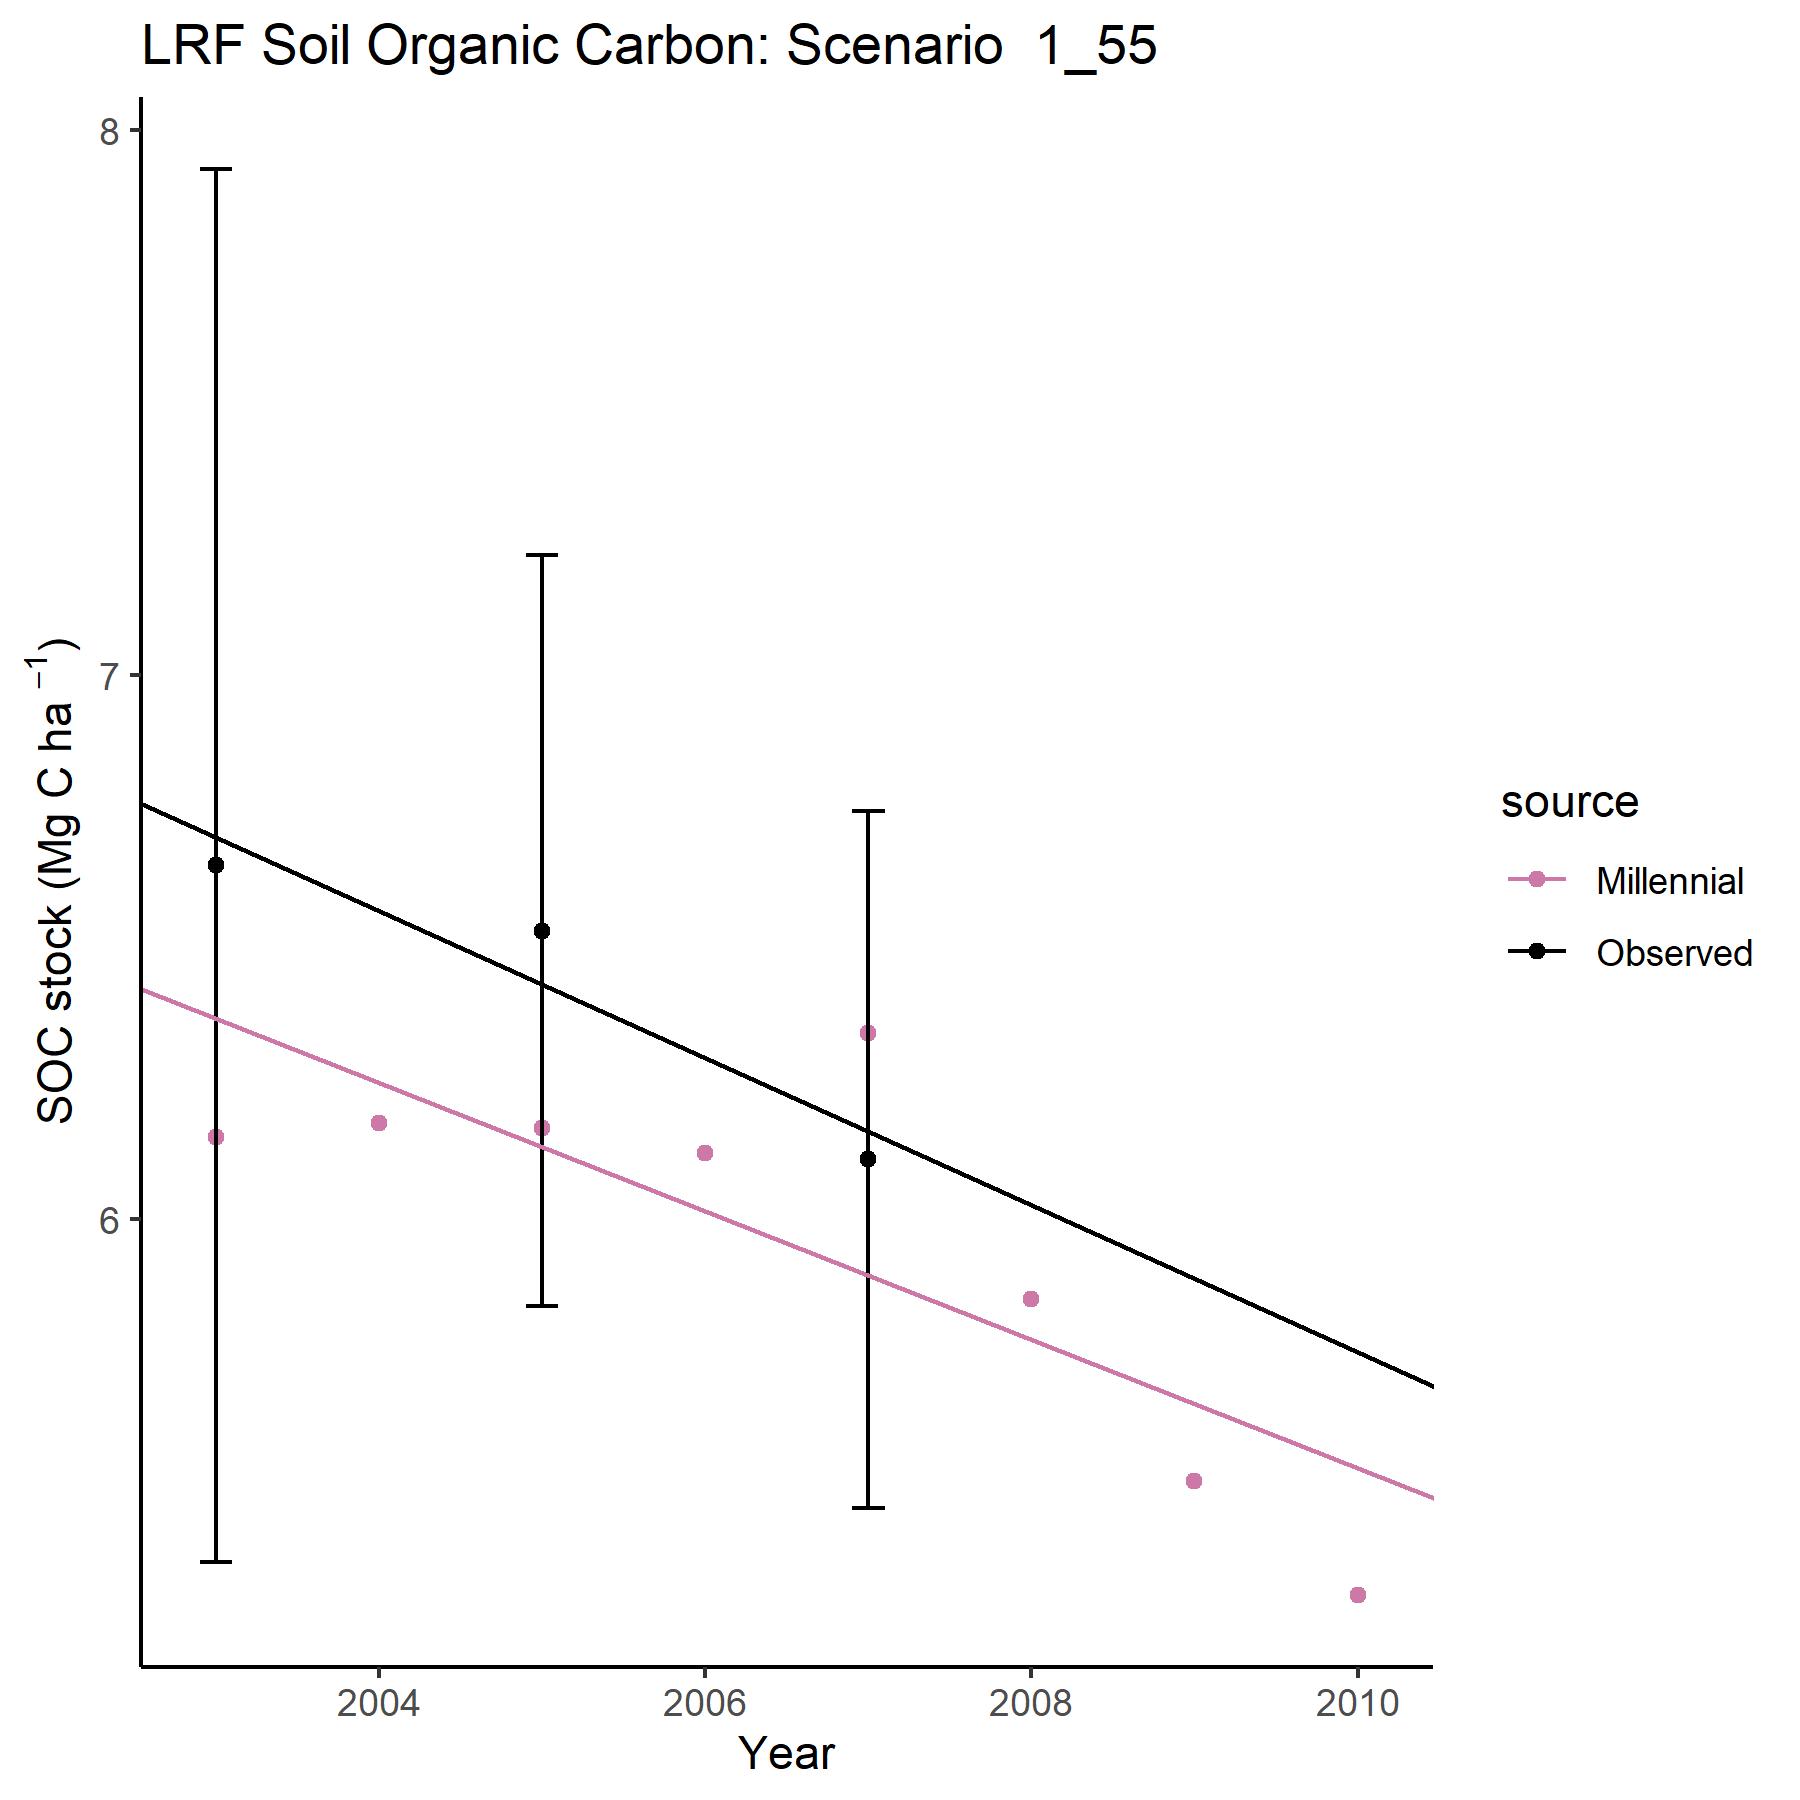 LRF Soil Organic Carbon: Scenario  1_55
SOC stock (Mg C ha ⁻¹)
8
7
6
2004 2006 2008 2010
Year
source
Millennial
Observed